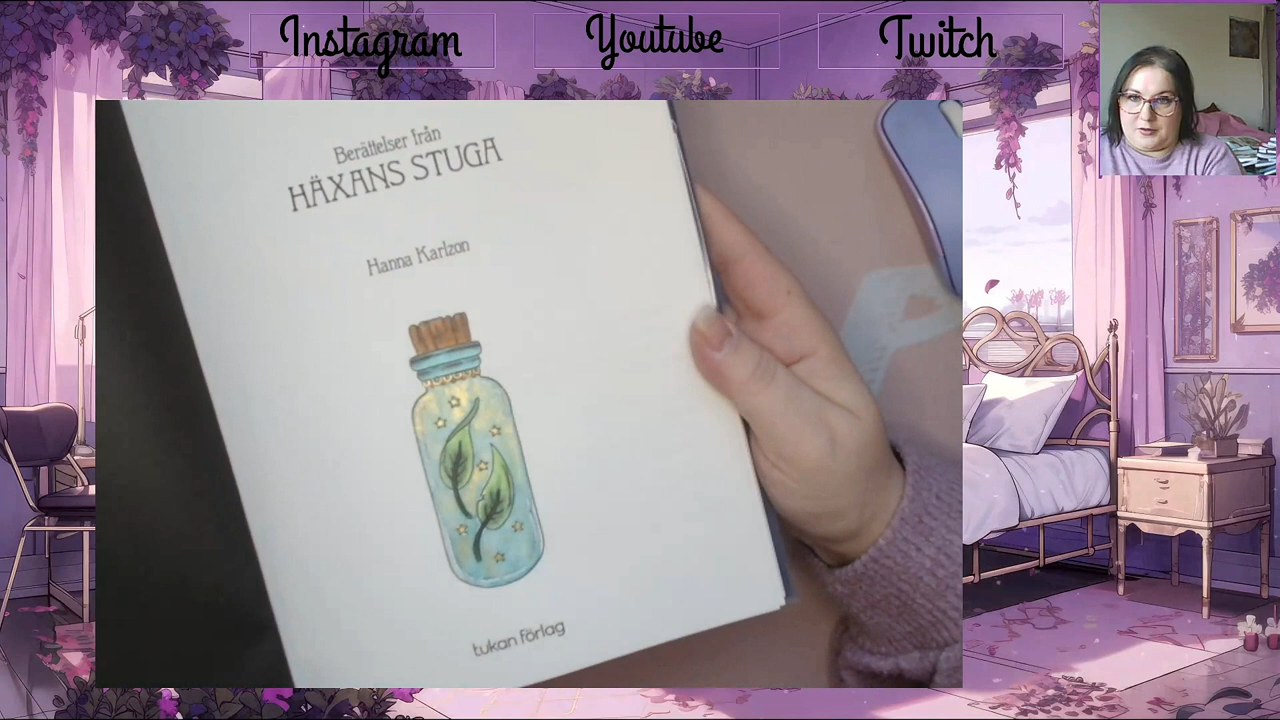 Instagram
Youtube
Twitch
Berättelser från
HÄXANS STUGA
Hanna Karlzon
tukan förlag